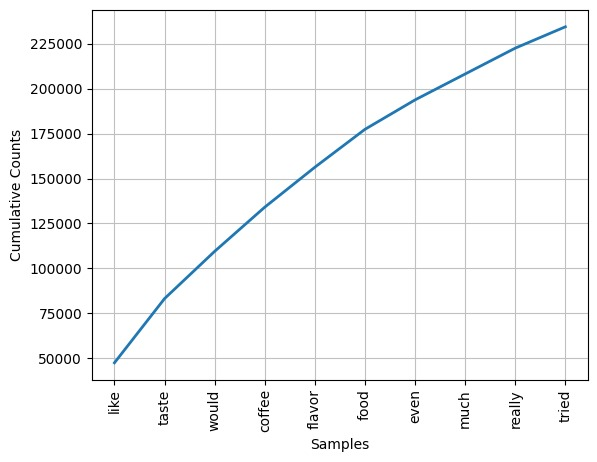 225000
200000
175000
150000
125000
100000
75000
50000
Cumulative Counts
like
taste
would
coffee
flavor
food
even
much
really
tried
Samples